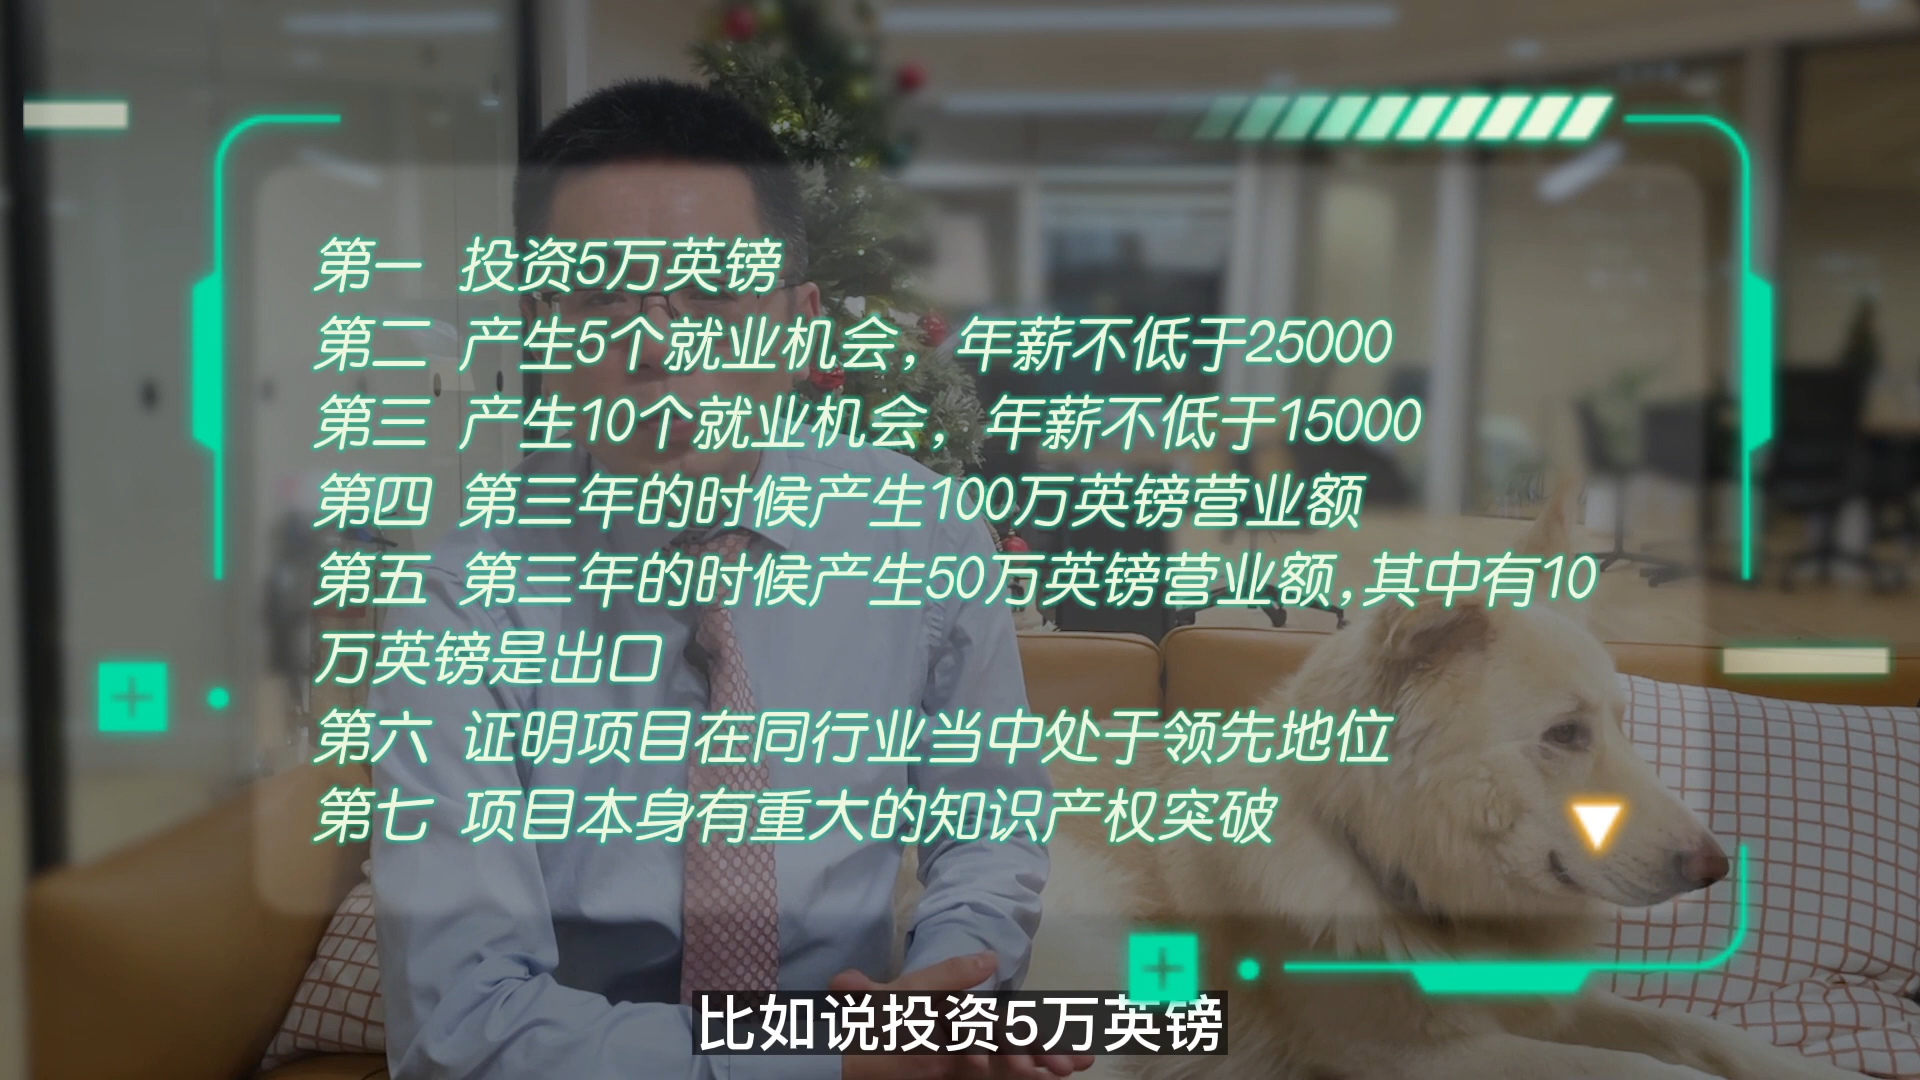 第一 投资5万英镑
第二 产生5个就业机会，年薪不低于25000
第三 产生10个就业机会，年薪不低于15000
第四 第三年的时候产生100万英镑营业额
第五 第三年的时候产生50万英镑营业额,其中有10
万英镑是出口
第六 证明项目在同行业当中处于领先地位
第七 项目本身有重大的知识产权突破
比如说投资5万英镑